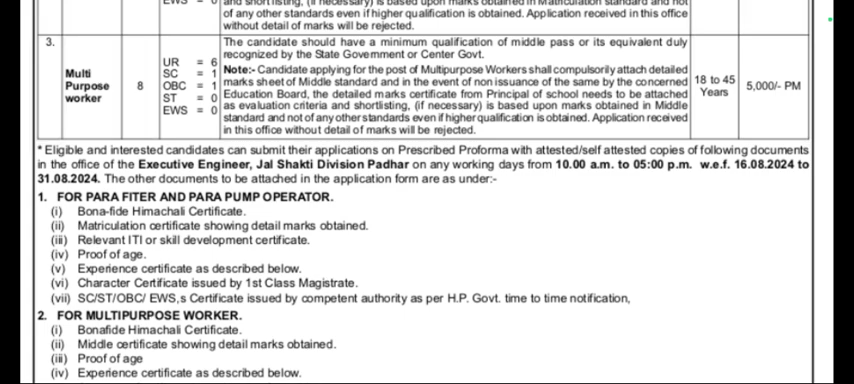 EWS = 0 and shortlisting, (if necessary) is based upon marks obtained in Matriculation standard and not
of any other standards even if higher qualification is obtained. Application received in this office
without detail of marks will be rejected.
3.
Multi
Purpose
worker
8
UR = 6
SC = 1
OBC = 1
ST = 0
EWS = 0
The candidate should have a minimum qualification of middle pass or its equivalent duly
recognized by the State Government or Center Govt.
Note:- Candidate applying for the post of Multipurpose Workers shall compulsorily attach detailed
marks sheet of Middle standard and in the event of non issuance of the same by the concerned
Education Board, the detailed marks certificate from Principal of school needs to be attached
as evaluation criteria and shortlisting, (if necessary) is based upon marks obtained in Middle
standard and not of any other standards even if higher qualification is obtained. Application received
in this office without detail of marks will be rejected.
18 to 45
Years
5,000/- PM
* Eligible and interested candidates can submit their applications on Prescribed Proforma with attested/self attested copies of following documents
in the office of the Executive Engineer, Jal Shakti Division Padhar on any working days from 10.00 a.m. to 05:00 p.m. w.e.f. 16.08.2024 to
31.08.2024. The other documents to be attached in the application form are as under:-
1. FOR PARA FITER AND PARA PUMP OPERATOR.
(i) Bona-fide Himachali Certificate.
(ii) Matriculation certificate showing detail marks obtained.
(iii) Relevant ITI or skill development certificate.
(iv) Proof of age.
(v) Experience certificate as described below.
(vi) Character Certificate issued by 1st Class Magistrate.
(vii) SC/ST/OBC/ EWS,s Certificate issued by competent authority as per H.P. Govt. time to time notification,
2. FOR MULTIPURPOSE WORKER.
(i) Bonafide Himachali Certificate.
(ii) Middle certificate showing detail marks obtained.
(iii) Proof of age
(iv) Experience certificate as described below.